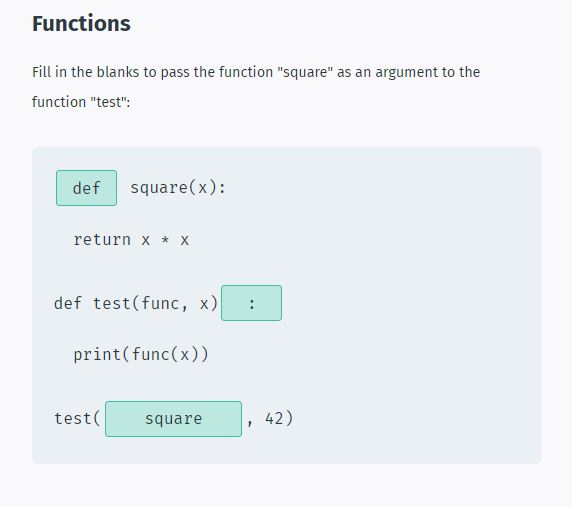 Functions
Fill in the blanks to pass the function "square" as an argument to the
function "test":
def square(x):
return x * x
def test(func, x) :
print(func(x))
test( square , 42)